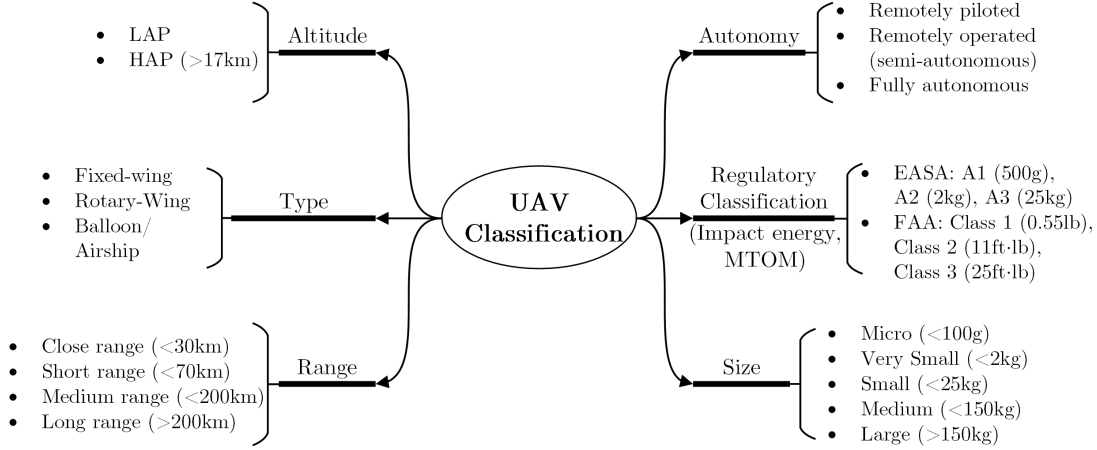 • LAP
• HAP (>17km)
Altitude
• Fixed-wing
• Rotary-Wing
• Balloon/
Airship
Type
• Close range (<30km)
• Short range (<70km)
• Medium range (<200km)
• Long range (>200km)
Range
UAV
Classification
Autonomy
• Remotely piloted
• Remotely operated
(semi-autonomous)
• Fully autonomous
Regulatory
Classification
(Impact energy,
MTOM)
• EASA: A1 (500g),
A2 (2kg), A3 (25kg)
• FAA: Class 1 (0.55lb),
Class 2 (11ft·lb),
Class 3 (25ft·lb)
Size
• Micro (<100g)
• Very Small (<2kg)
• Small (<25kg)
• Medium (<150kg)
• Large (>150kg)